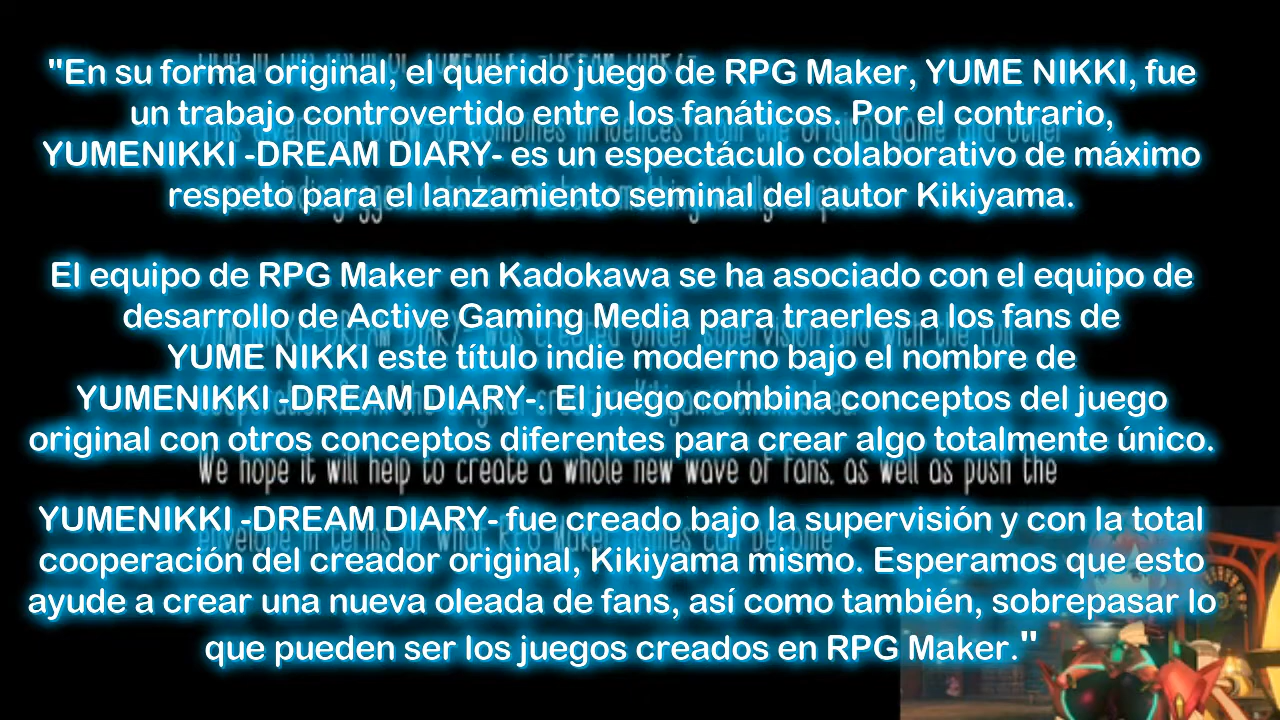 "En su forma original, el querido juego de RPG Maker, YUME NIKKI, fue
un trabajo controvertido entre los fanáticos. Por el contrario,
YUMENIKKI -DREAM DIARY- es un espectáculo colaborativo de máximo
respeto para el lanzamiento seminal del autor Kikiyama.
El equipo de RPG Maker en Kadokawa se ha asociado con el equipo de
desarrollo de Active Gaming Media para traerles a los fans de
YUME NIKKI este título indie moderno bajo el nombre de
YUMENIKKI -DREAM DIARY-. El juego combina conceptos del juego
original con otros conceptos diferentes para crear algo totalmente único.
We hope it will help to create a whole new wave of fans, as well as push the
YUMENIKKI -DREAM DIARY- fue creado bajo la supervisión y con la total
cooperación del creador original, Kikiyama mismo. Esperamos que esto
ayude a crear una nueva oleada de fans, así como también, sobrepasar lo
que pueden ser los juegos creados en RPG Maker."